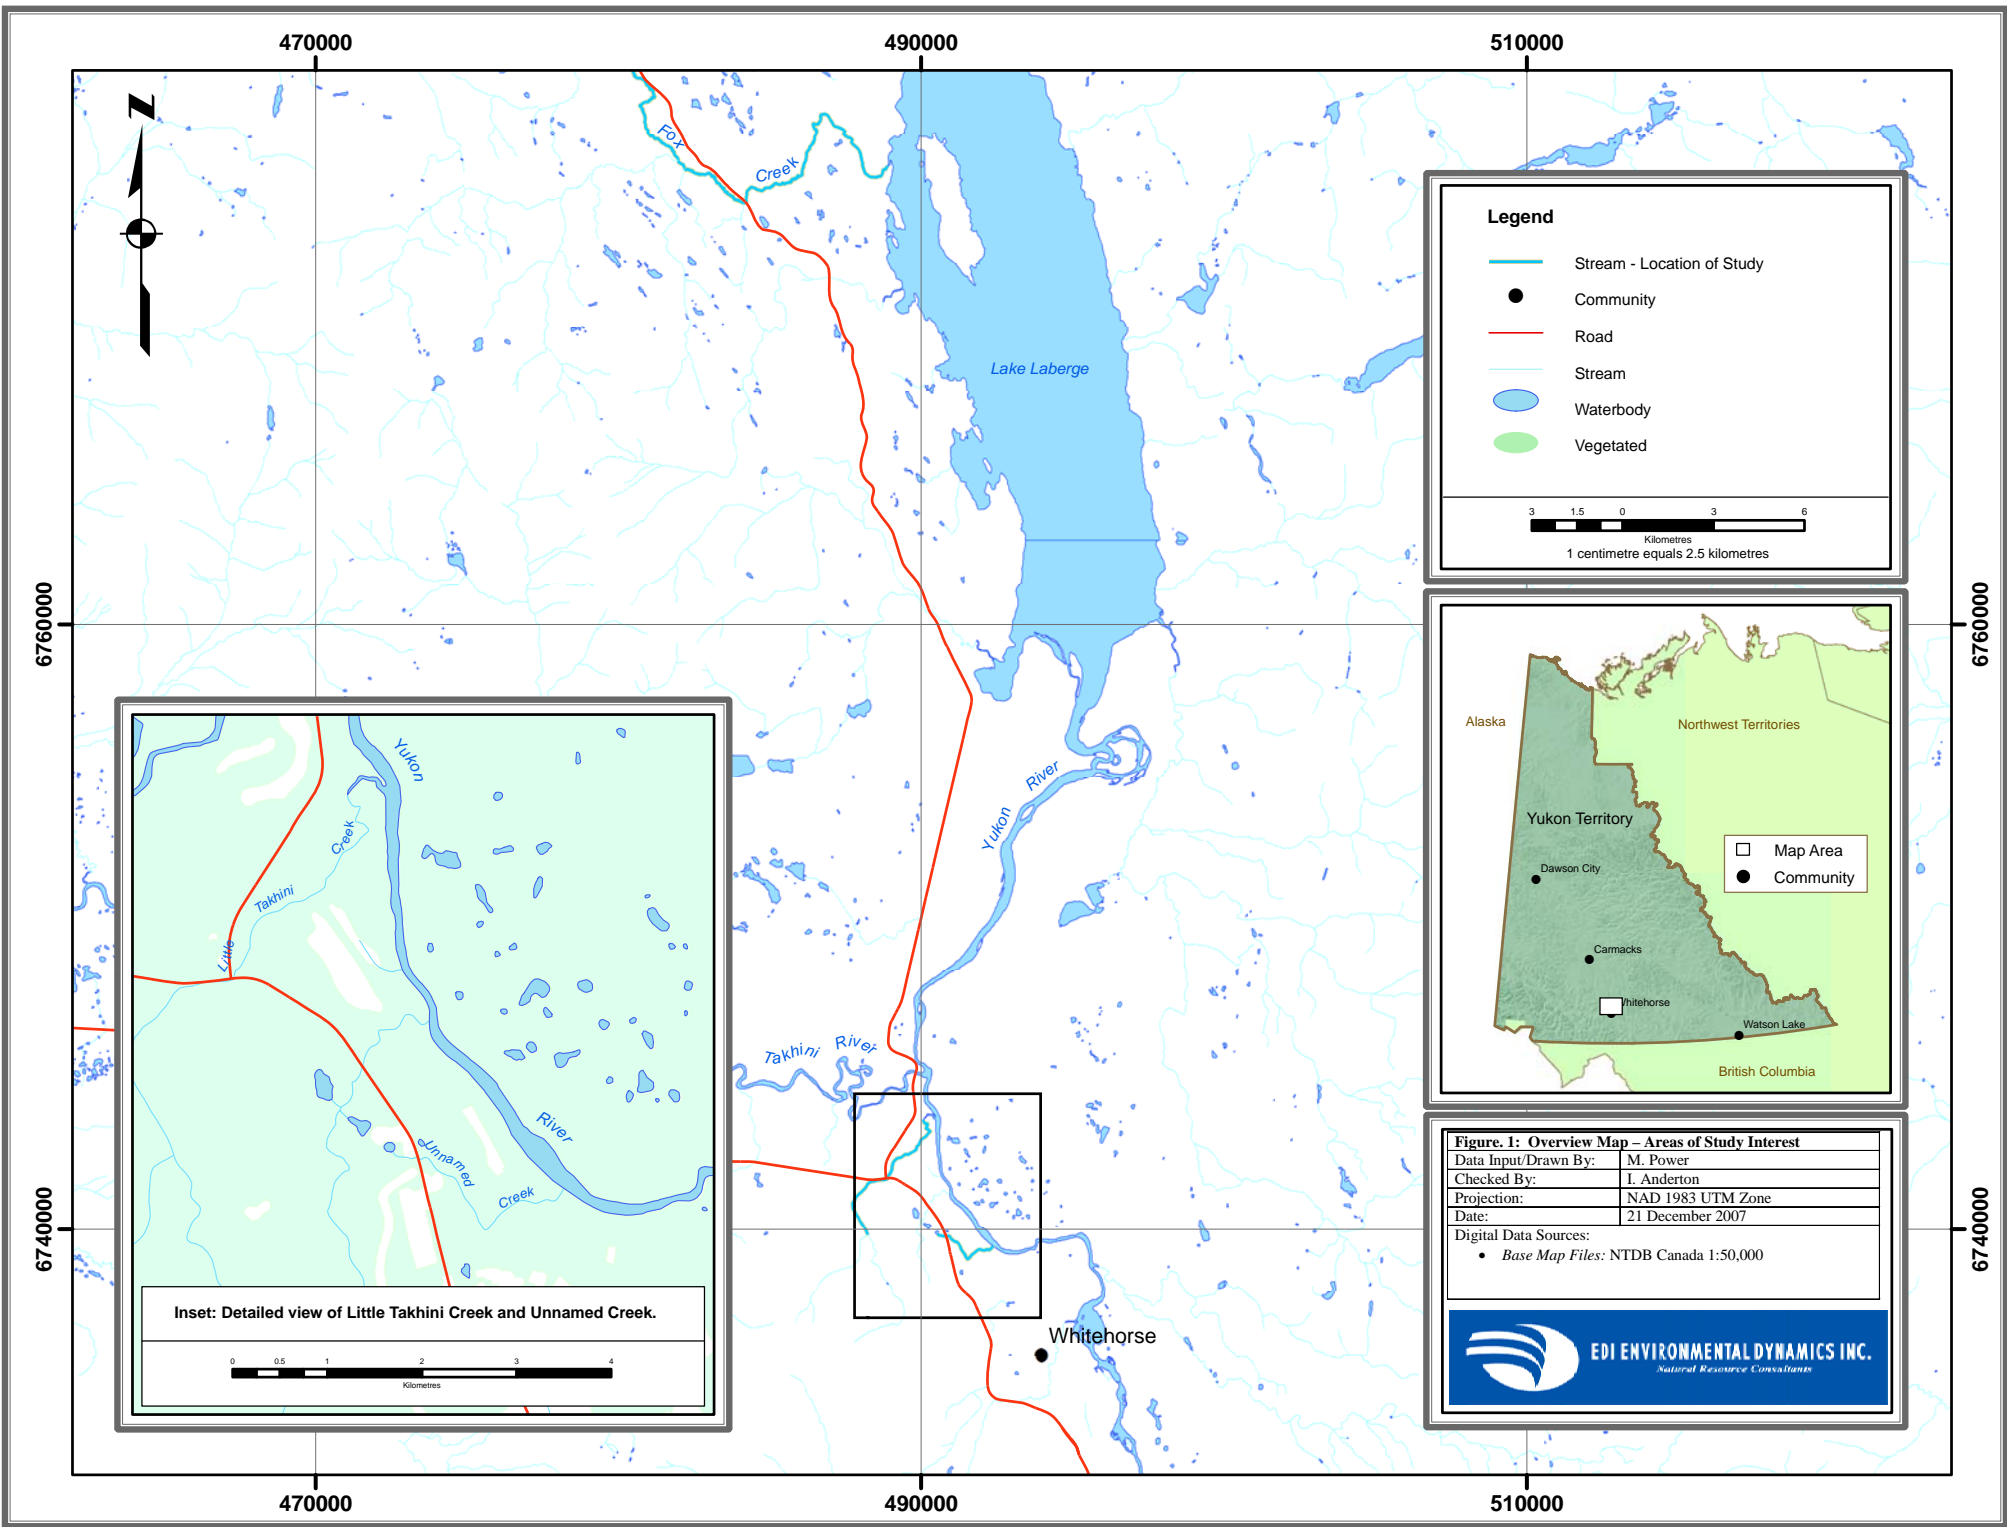 470000
490000
510000
N
Fox
Creek
Lake Laberge
Legend
Stream - Location of Study
Community
Road
Stream
Waterbody
Vegetated
3 1.5 0 3 6
Kilometres
1 centimetre equals 2.5 kilometres
6760000
6760000
Alaska
Northwest Territories
Yukon Territory
Map Area
Community
Dawson City
Carmacks
hitehorse
Watson Lake
British Columbia
Yukon
River
Takhini River
Yukon
Creek
Takhini
Little
River
Unnamed
Creek
Inset: Detailed view of Little Takhini Creek and Unnamed Creek.
0 0.5 1 2 3 4
Kilometres
6740000
6740000
Whitehorse
Figure. 1: Overview Map – Areas of Study Interest
Data Input/Drawn By: M. Power
Checked By: I. Anderton
Projection: NAD 1983 UTM Zone
Date: 21 December 2007
Digital Data Sources:
• Base Map Files: NTDB Canada 1:50,000
EDI ENVIRONMENTAL DYNAMICS INC.
Natural Resource Consultants
470000
490000
510000